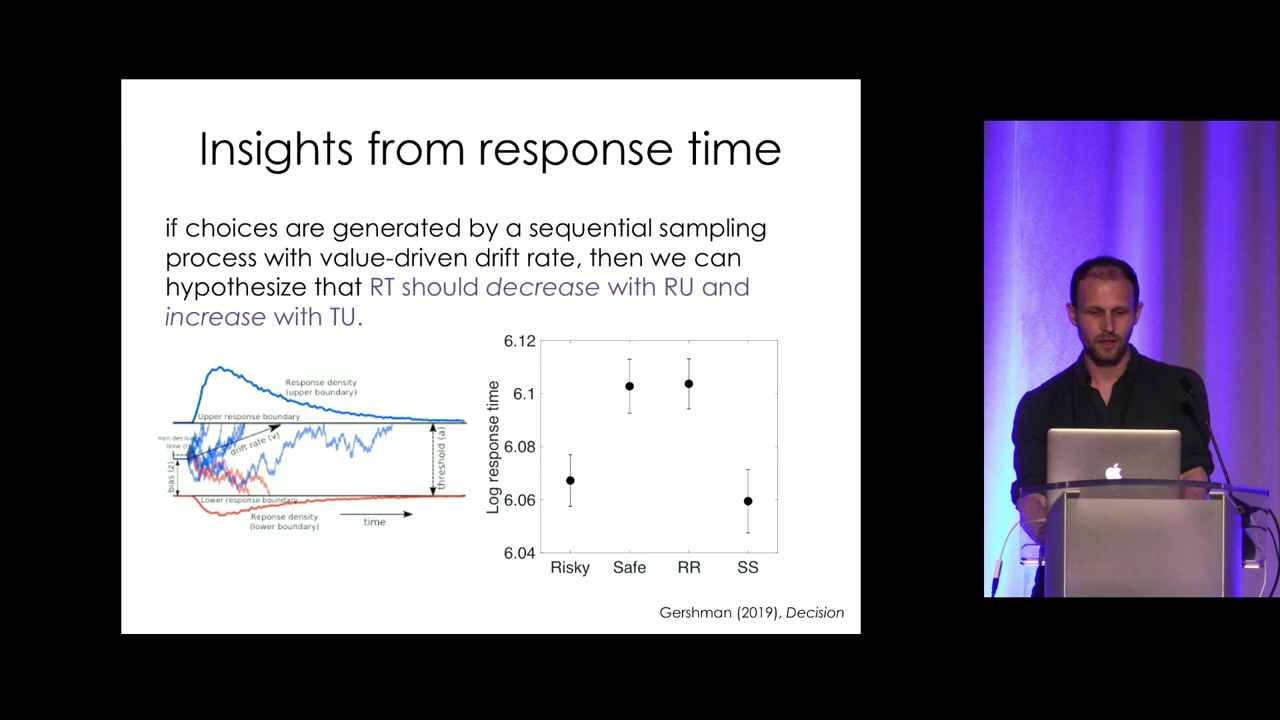 Insights from response time
if choices are generated by a sequential sampling
process with value-driven drift rate, then we can
hypothesize that RT should decrease with RU and
increase with TU.
Response density
(upper boundary)
Upper response boundary
drift rate (v)
bias (z)
threshold (a)
Lower response boundary
Reponse density
(lower boundary)
time
Log response time
6.12
6.1
6.08
6.06
6.04
Risky Safe RR SS
Gershman (2019), Decision